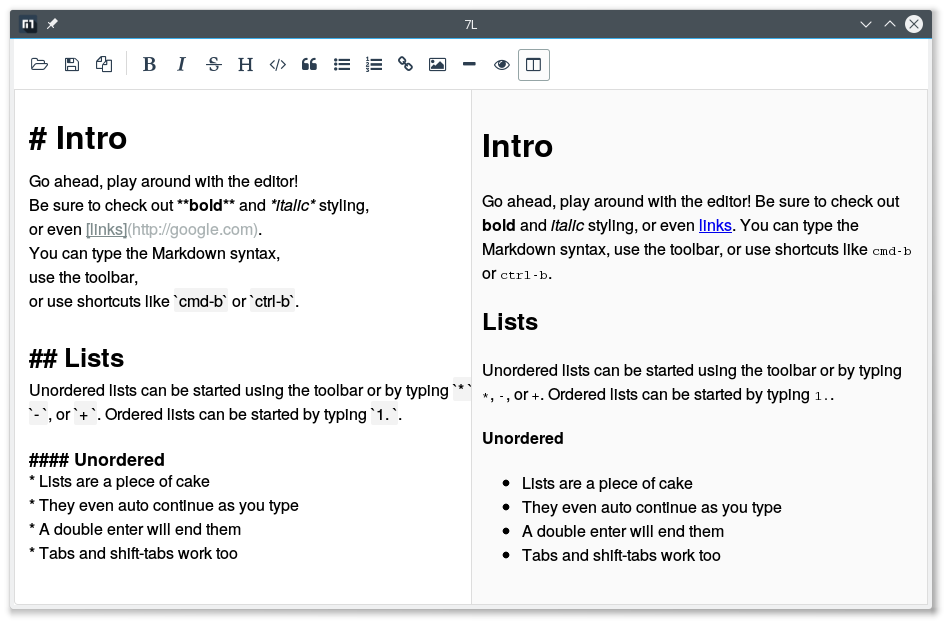 7L
B I S H </>
# Intro
Go ahead, play around with the editor!
Be sure to check out **bold** and *italic* styling,
or even [links](http://google.com).
You can type the Markdown syntax,
use the toolbar,
or use shortcuts like `cmd-b` or `ctrl-b`.
## Lists
Unordered lists can be started using the toolbar or by typing `* `
`- `, or `+ `. Ordered lists can be started by typing `1. `.
#### Unordered
* Lists are a piece of cake
* They even auto continue as you type
* A double enter will end them
* Tabs and shift-tabs work too
Intro
Go ahead, play around with the editor! Be sure to check out
bold and italic styling, or even links. You can type the
Markdown syntax, use the toolbar, or use shortcuts like cmd-b
or ctrl-b.
Lists
Unordered lists can be started using the toolbar or by typing
*, -, or +. Ordered lists can be started by typing 1..
Unordered
• Lists are a piece of cake
• They even auto continue as you type
• A double enter will end them
• Tabs and shift-tabs work too